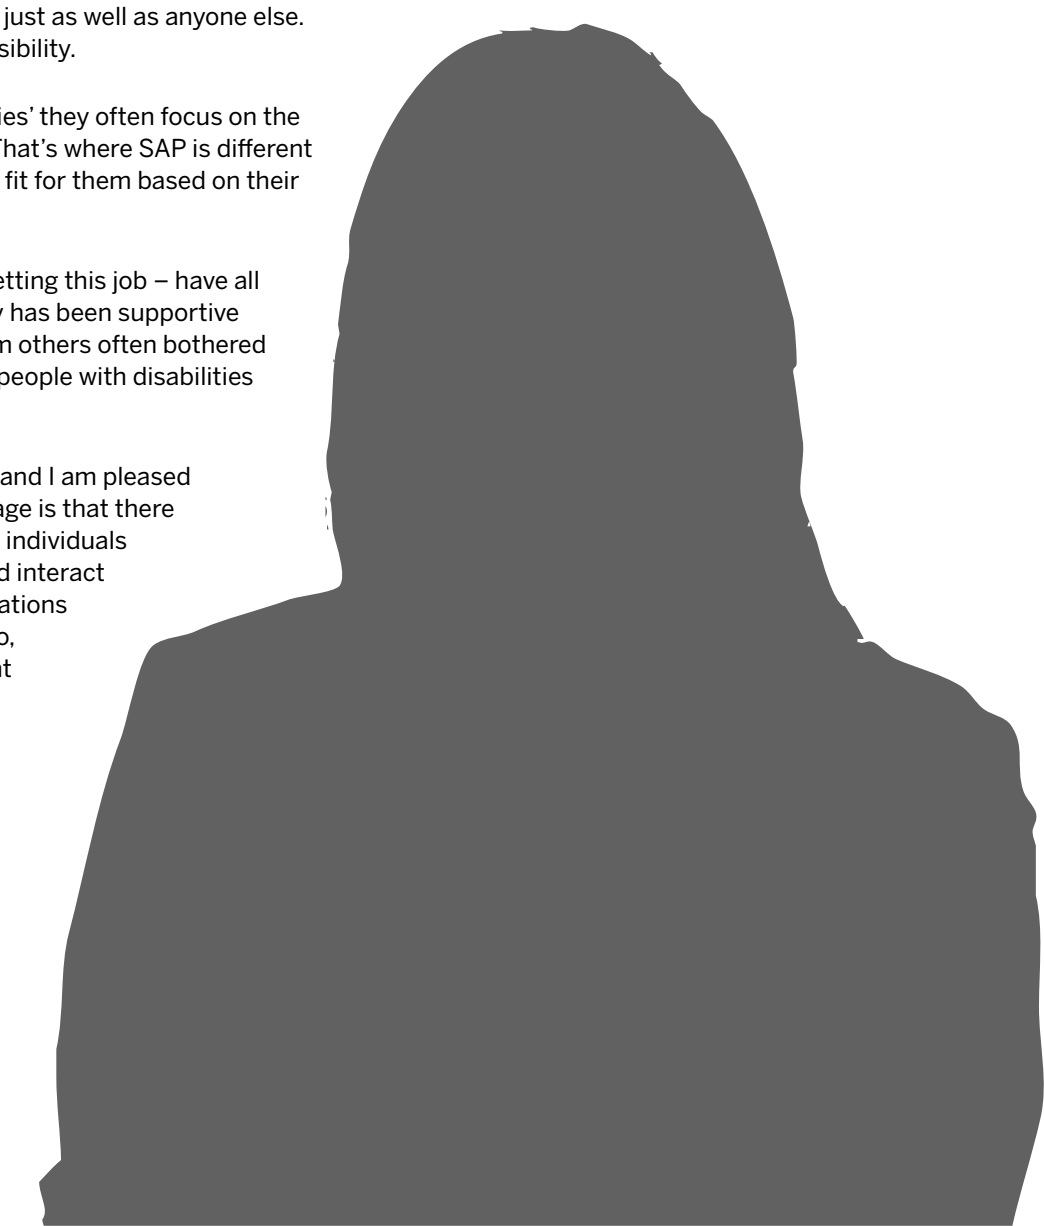 just as well as anyone else.
sibility.
ies’ they often focus on the
That’s where SAP is different
fit for them based on their
etting this job – have all
has been supportive
m others often bothered
people with disabilities
and I am pleased
age is that there
individuals
d interact
ations
o,
nt